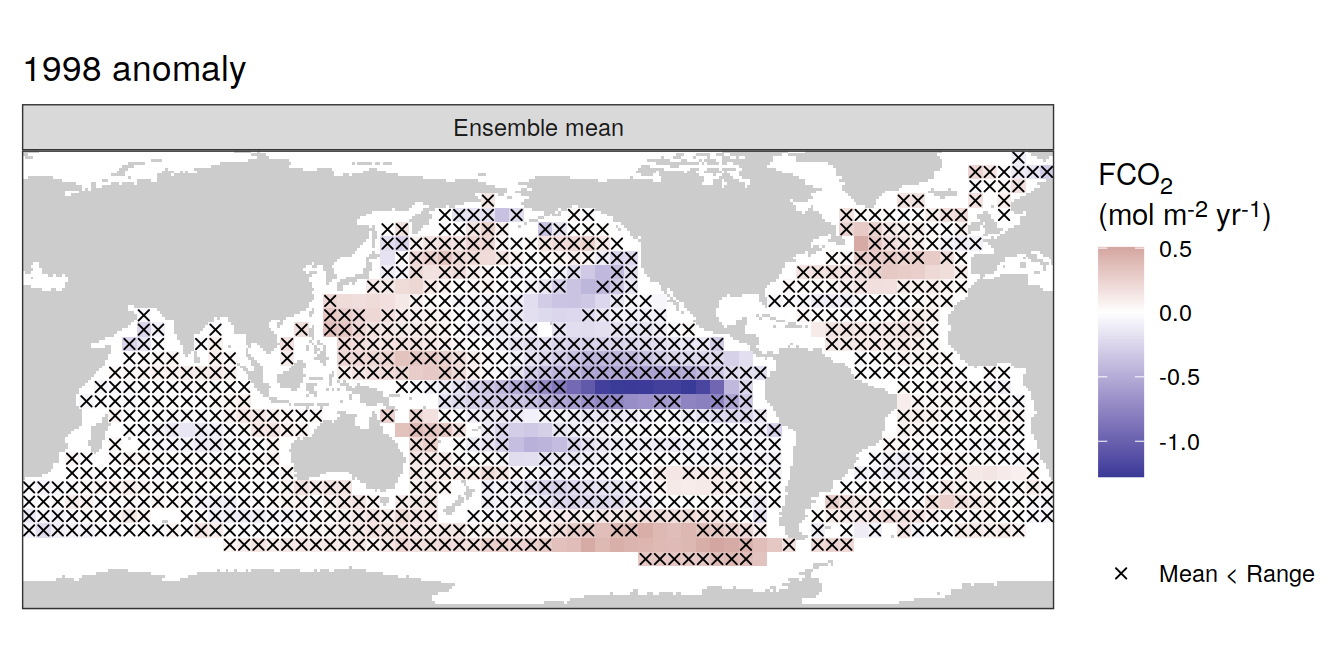 1998 anomaly
Ensemble mean
FCO₂
(mol m⁻² yr⁻¹)
0.5
0.0
-0.5
-1.0
× Mean < Range